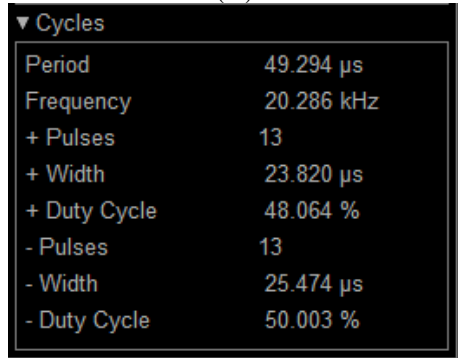 ▼ Cycles
Period 49.294 µs
Frequency 20.286 kHz
+ Pulses 13
+ Width 23.820 µs
+ Duty Cycle 48.064 %
- Pulses 13
- Width 25.474 µs
- Duty Cycle 50.003 %